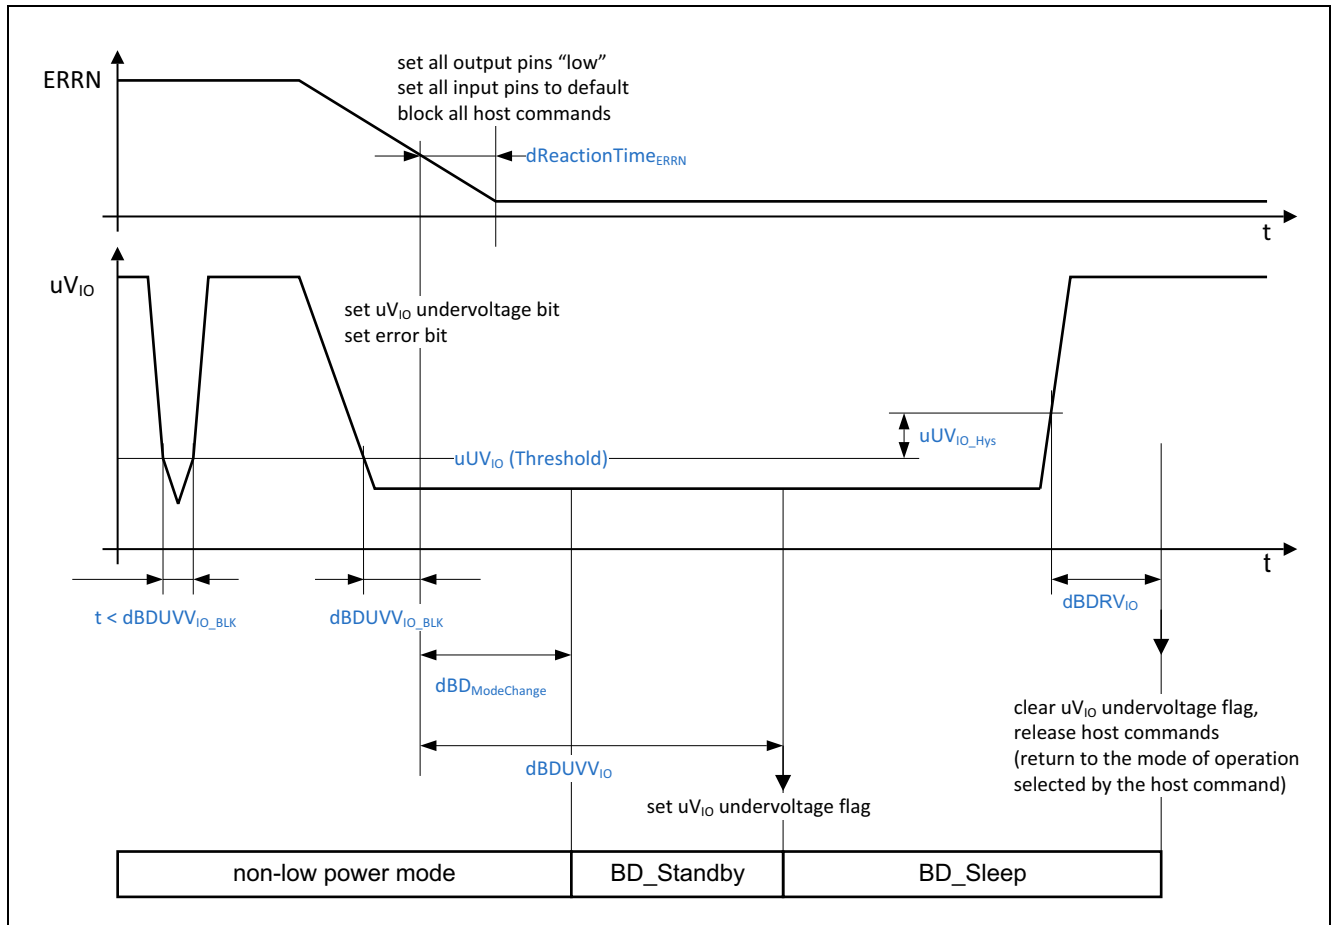 ERRN
set all output pins “low”
set all input pins to default
block all host commands
dReactionTimeERRN
t
uVIO
set uVIO undervoltage bit
set error bit
uUVIO_Hys
uUVIO (Threshold)
t
t < dBDUVVIO_BLK
dBDUVVIO_BLK
dBDRVIO
dBDModeChange
clear uVIO undervoltage flag,
release host commands
(return to the mode of operation
selected by the host command)
dBDUVVIO
set uVIO undervoltage flag
non-low power mode
BD_Standby
BD_Sleep